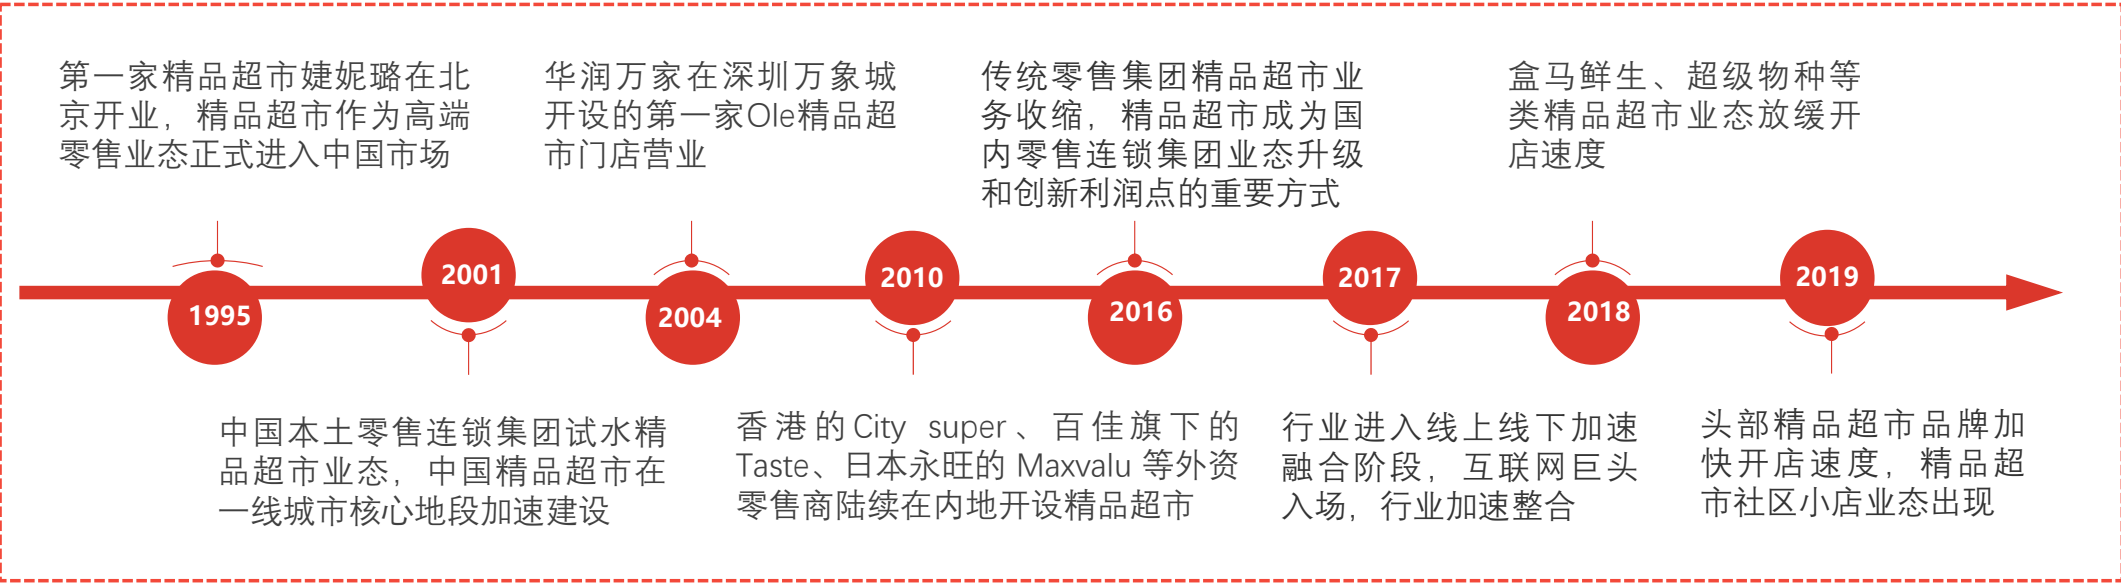 第一家精品超市婕妮璐在北
京开业，精品超市作为高端
零售业态正式进入中国市场
华润万家在深圳万象城
开设的第一家Ole精品超
市门店营业
传统零售集团精品超市业
务收缩，精品超市成为国
内零售连锁集团业态升级
和创新利润点的重要方式
盒马鲜生、超级物种等
类精品超市业态放缓开
店速度
1995
2001
2004
2010
2016
2017
2018
2019
中国本土零售连锁集团试水精
品超市业态，中国精品超市在
一线城市核心地段加速建设
香港的City super、百佳旗下的
Taste、日本永旺的 Maxvalu 等外资
零售商陆续在内地开设精品超市
行业进入线上线下加速
融合阶段，互联网巨头
入场，行业加速整合
头部精品超市品牌加
快开店速度，精品超
市社区小店业态出现